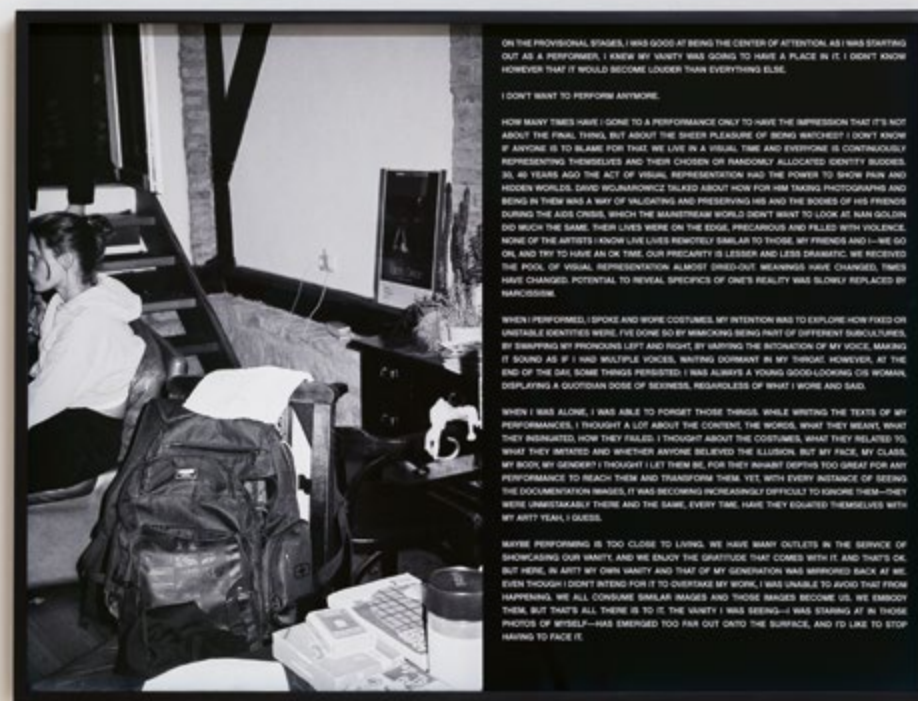 ON THE PROVISIONAL STAGES, I WAS GOOD AT BEING THE CENTER OF ATTENTION. AS I WAS STARTING
OUT AS A PERFORMER, I KNEW MY VANITY WAS GOING TO HAVE A PLACE IN IT. I DIDN'T KNOW
HOWEVER THAT IT WOULD BECOME LOUDER THAN EVERYTHING ELSE.
I DON'T WANT TO PERFORM ANYMORE.
HOW MANY TIMES HAVE I GONE TO A PERFORMANCE ONLY TO HAVE THE IMPRESSION THAT IT'S NOT
ABOUT THE FINAL THING, BUT ABOUT THE SHEER PLEASURE OF BEING WATCHED? I DON'T KNOW
IF ANYONE IS TO BLAME FOR THAT. WE LIVE IN A VISUAL TIME AND EVERYONE IS CONTINUOUSLY
REPRESENTING THEMSELVES AND THEIR CHOSEN OR RANDOMLY ALLOCATED IDENTITY BUDDIES.
30, 40 YEARS AGO THE ACT OF VISUAL REPRESENTATION HAD THE POWER TO SHOW PAIN AND
HIDDEN WORLDS. DAVID WOJNAROWICZ TALKED ABOUT HOW FOR HIM TAKING PHOTOGRAPHS AND
BEING IN THEM WAS A WAY OF VALIDATING AND PRESERVING HIS AND THE BODIES OF HIS FRIENDS
DURING THE AIDS CRISIS, WHICH THE MAINSTREAM WORLD DIDN'T WANT TO LOOK AT. NAN GOLDIN
DID MUCH THE SAME. THEIR LIVES WERE ON THE EDGE, PRECARIOUS AND FILLED WITH VIOLENCE.
NONE OF THE ARTISTS I KNOW LIVE LIVES REMOTELY SIMILAR TO THOSE. MY FRIENDS AND I—WE GO
ON, AND TRY TO HAVE AN OK TIME. OUR PRECARITY IS LESSER AND LESS DRAMATIC. WE RECEIVED
THE POOL OF VISUAL REPRESENTATION ALMOST DRIED-OUT. MEANINGS HAVE CHANGED, TIMES
HAVE CHANGED. POTENTIAL TO REVEAL SPECIFICS OF ONE'S REALITY WAS SLOWLY REPLACED BY
NARCISSISM.
WHEN I PERFORMED, I SPOKE AND WORE COSTUMES. MY INTENTION WAS TO EXPLORE HOW FIXED OR
UNSTABLE IDENTITIES WERE. I'VE DONE SO BY MIMICKING BEING PART OF DIFFERENT SUBCULTURES,
BY SWAPPING MY PRONOUNS LEFT AND RIGHT, BY VARYING THE INTONATION OF MY VOICE, MAKING
IT SOUND AS IF I HAD MULTIPLE VOICES, WAITING DORMANT IN MY THROAT. HOWEVER, AT THE
END OF THE DAY, SOME THINGS PERSISTED: I WAS ALWAYS A YOUNG GOOD-LOOKING CIS WOMAN,
DISPLAYING A QUOTIDIAN DOSE OF SEXINESS, REGARDLESS OF WHAT I WORE AND SAID.
WHEN I WAS ALONE, I WAS ABLE TO FORGET THOSE THINGS. WHILE WRITING THE TEXTS OF MY
PERFORMANCES, I THOUGHT A LOT ABOUT THE CONTENT, THE WORDS, WHAT THEY MEANT, WHAT
THEY INSINUATED, HOW THEY FAILED. I THOUGHT ABOUT THE COSTUMES, WHAT THEY RELATED TO,
WHAT THEY IMITATED AND WHETHER ANYONE BELIEVED THE ILLUSION. BUT MY FACE, MY CLASS,
MY BODY, MY GENDER? I THOUGHT I LET THEM BE, FOR THEY INHABIT DEPTHS TOO GREAT FOR ANY
PERFORMANCE TO REACH THEM AND TRANSFORM THEM. YET, WITH EVERY INSTANCE OF SEEING
THE DOCUMENTATION IMAGES, IT WAS BECOMING INCREASINGLY DIFFICULT TO IGNORE THEM—THEY
WERE UNMISTAKABLY THERE AND THE SAME, EVERY TIME. HAVE THEY EQUATED THEMSELVES WITH
MY ART? YEAH, I GUESS.
MAYBE PERFORMING IS TOO CLOSE TO LIVING. WE HAVE MANY OUTLETS IN THE SERVICE OF
SHOWCASING OUR VANITY. AND WE ENJOY THE GRATITUDE THAT COMES WITH IT. AND THAT'S OK.
BUT HERE, IN ART? MY OWN VANITY AND THAT OF MY GENERATION WAS MIRRORED BACK AT ME.
EVEN THOUGH I DIDN'T INTEND FOR IT TO OVERTAKE MY WORK, I WAS UNABLE TO AVOID THAT FROM
HAPPENING. WE ALL CONSUME SIMILAR IMAGES AND THOSE IMAGES BECOME US. WE EMBODY
THEM, BUT THAT'S ALL THERE IS TO IT. THE VANITY I WAS SEEING—I WAS STARING AT IN THOSE
PHOTOS OF MYSELF—HAS EMERGED TOO FAR OUT ONTO THE SURFACE, AND I'D LIKE TO STOP
HAVING TO FACE IT.